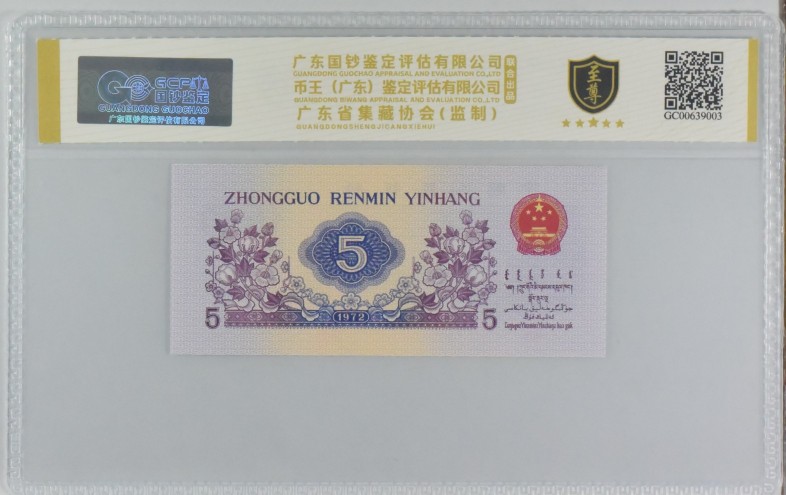 GCP
国钞鉴定
GUANGDONG GUOCHAO
广东国钞鉴定评估有限公司
广东国钞鉴定评估有限公司
GUANGDONG GUOCHAO APPRAISAL AND EVALUATION CO.,LTD
币王（广东）鉴定评估有限公司
GUANGDONG BIWANG APPRAISAL AND EVALUATION CO.,LTD
联合出品
广东省集藏协会(监制)
GUANGDONGSHENGJICANGXIEHUI
至尊
GC00639003
ZHONGGUO RENMIN YINHANG
5
5
1972
5